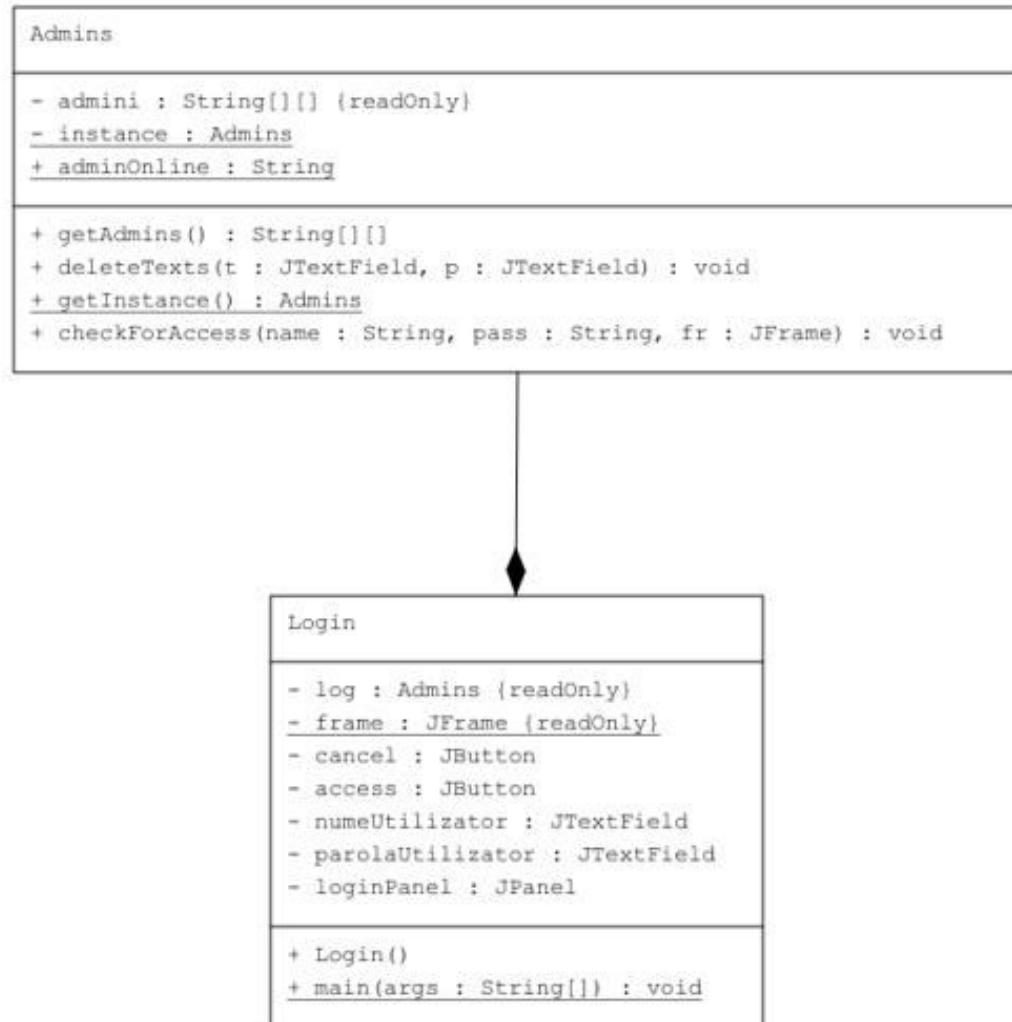 Admins
- admini : String[][] {readOnly}
- instance : Admins
+ adminOnline : String
+ getAdmins() : String[][]
+ deleteTexts(t : JTextField, p : JTextField) : void
+ getInstance() : Admins
+ checkForAccess(name : String, pass : String, fr : JFrame) : void
Login
- log : Admins {readOnly}
- frame : JFrame {readOnly}
- cancel : JButton
- access : JButton
- numeUtilizator : JTextField
- parolaUtilizator : JTextField
- loginPanel : JPanel
+ Login()
+ main(args : String[]) : void